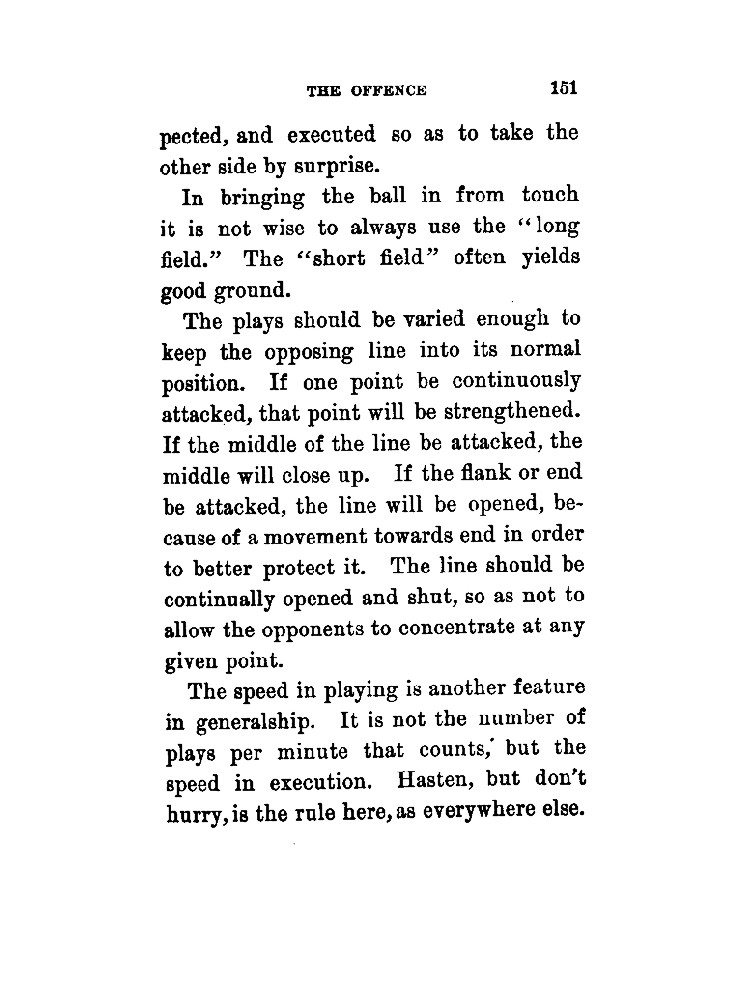 THE OFFENCE 151
pected, and executed so as to take the
other side by surprise.
In bringing the ball in from touch
it is not wise to always use the "long
field." The "short field" often yields
good ground.
The plays should be varied enough to
keep the opposing line into its normal
position. If one point be continuously
attacked, that point will be strengthened.
If the middle of the line be attacked, the
middle will close up. If the flank or end
be attacked, the line will be opened, be-
cause of a movement towards end in order
to better protect it. The line should be
continually opened and shut, so as not to
allow the opponents to concentrate at any
given point.
The speed in playing is another feature
in generalship. It is not the number of
plays per minute that counts, but the
speed in execution. Hasten, but don't
hurry, is the rule here, as everywhere else.